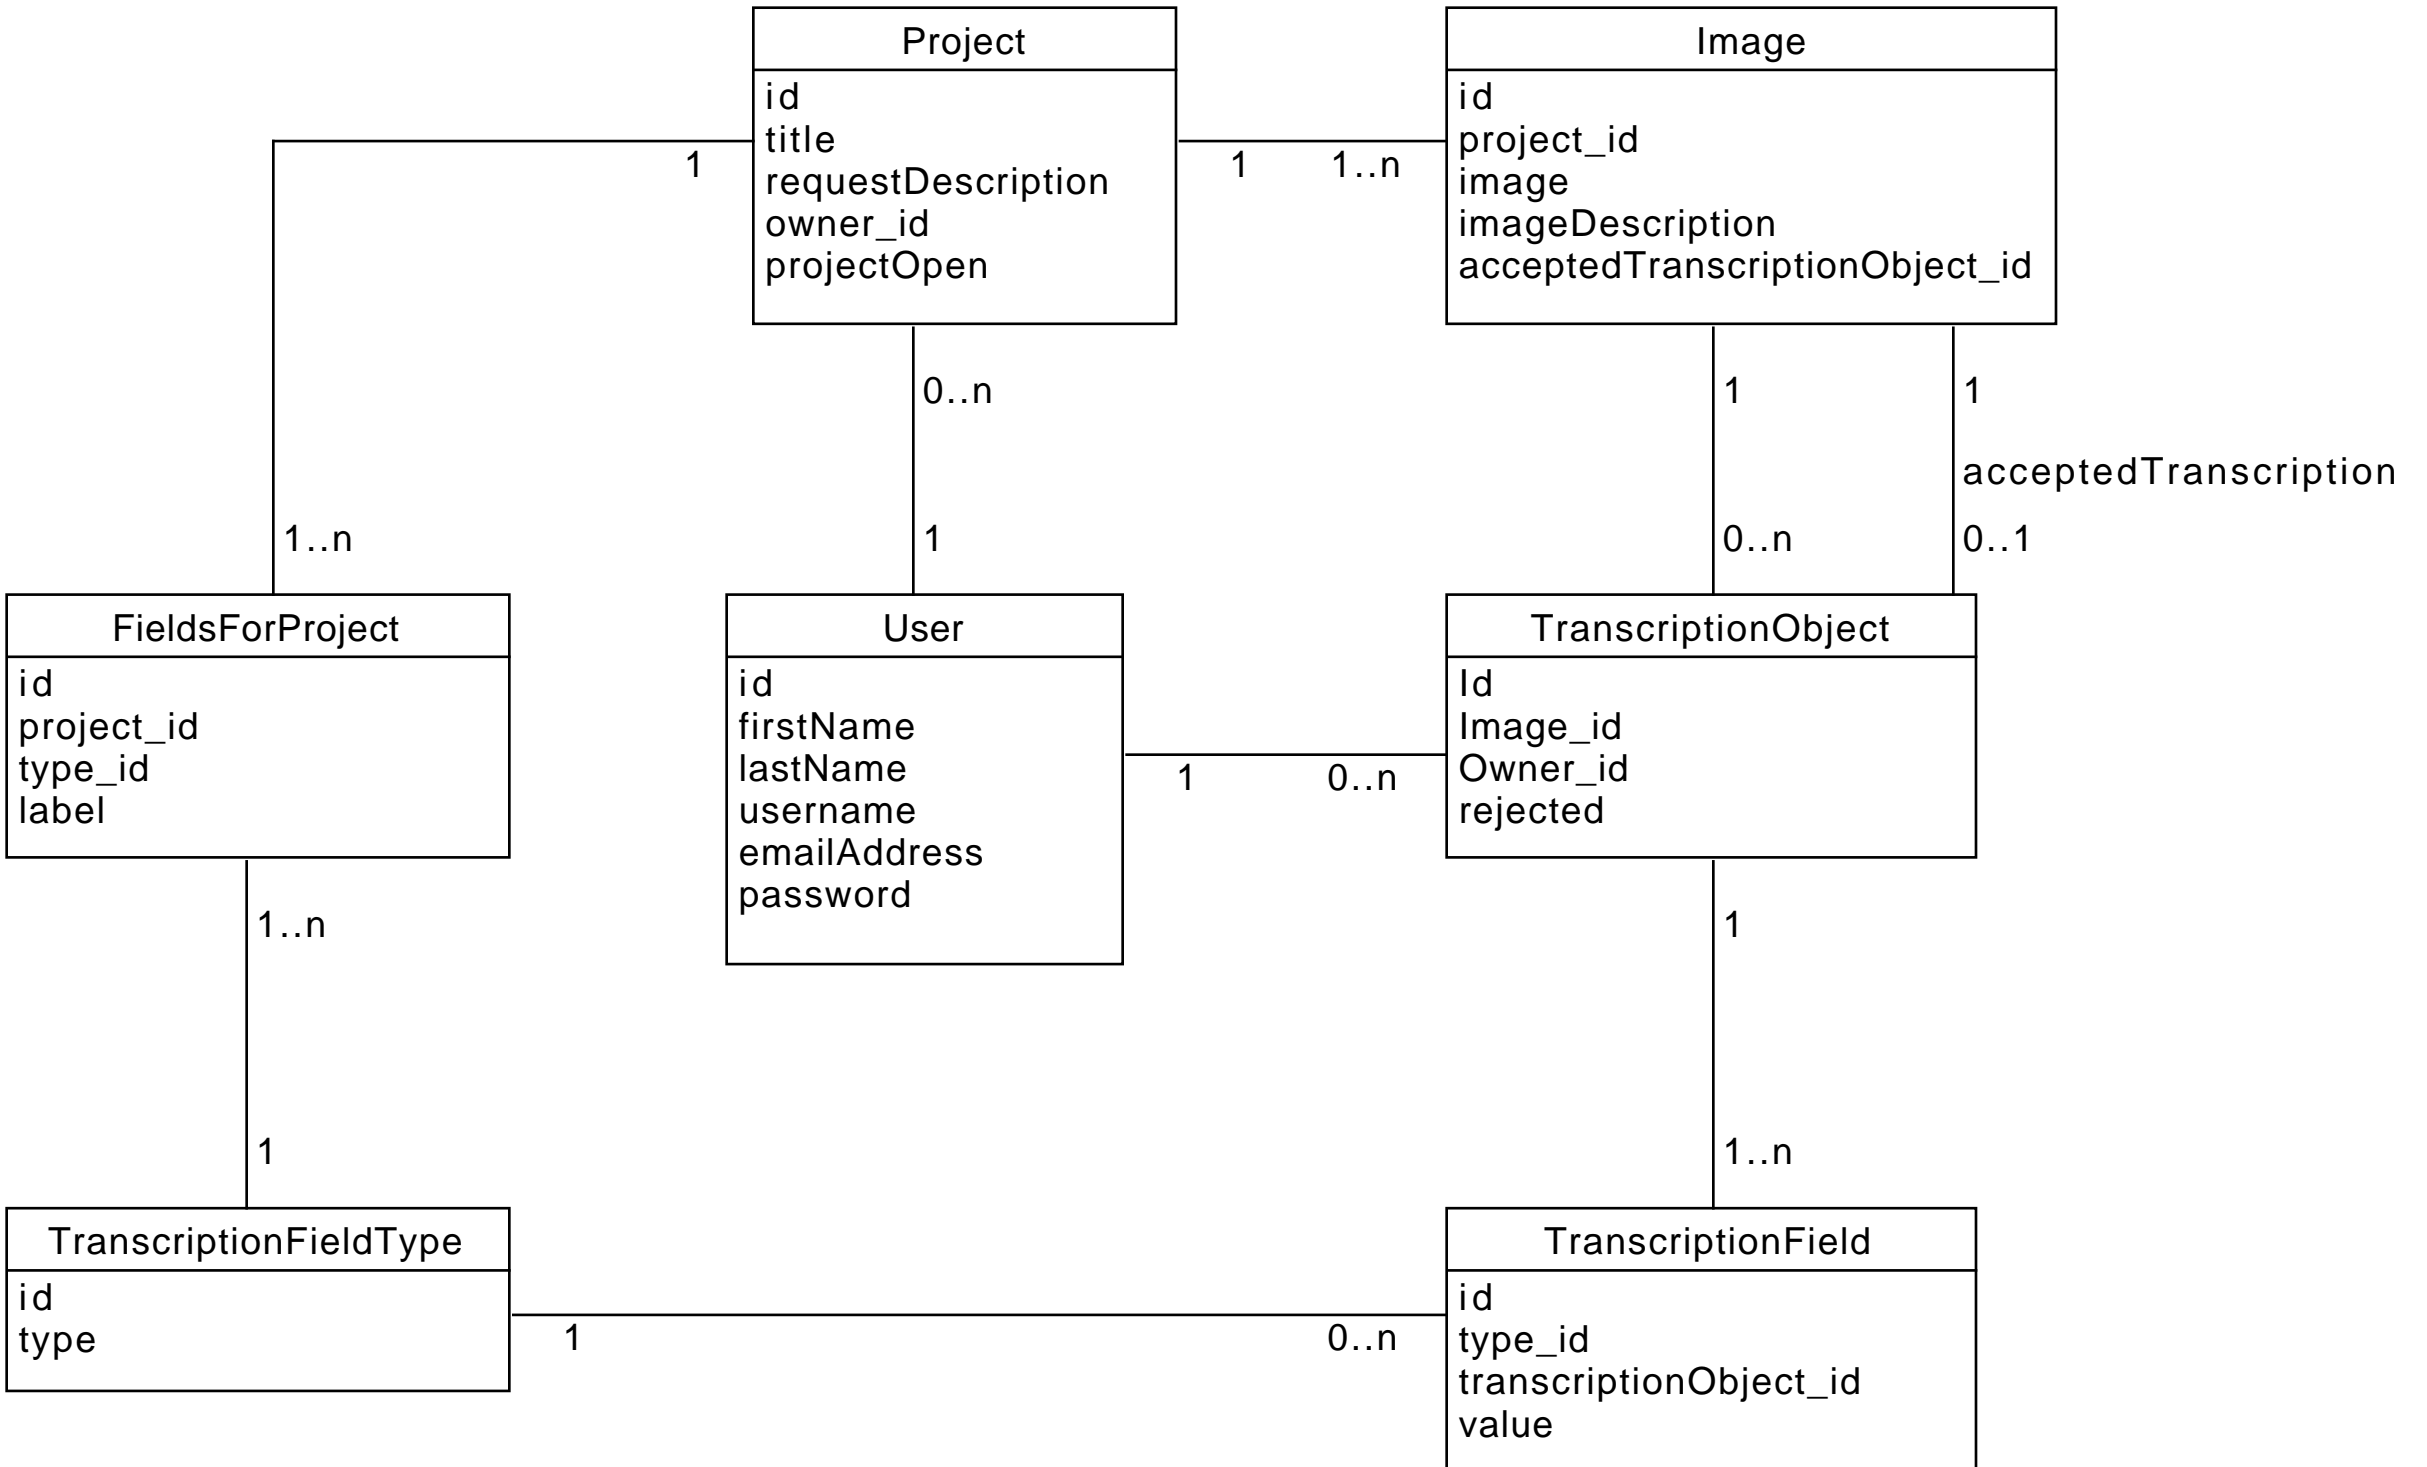 Project
id
title
requestDescription
owner_id
projectOpen
Image
id
project_id
image
imageDescription
acceptedTranscriptionObject_id
1
1
1..n
0..n
1
1
acceptedTranscription
1..n
1
0..n
0..1
FieldsForProject
id
project_id
type_id
label
User
id
firstName
lastName
username
emailAddress
password
TranscriptionObject
Id
Image_id
Owner_id
rejected
1
0..n
1..n
1
1
1..n
TranscriptionFieldType
id
type
TranscriptionField
id
type_id
transcriptionObject_id
value
1
0..n